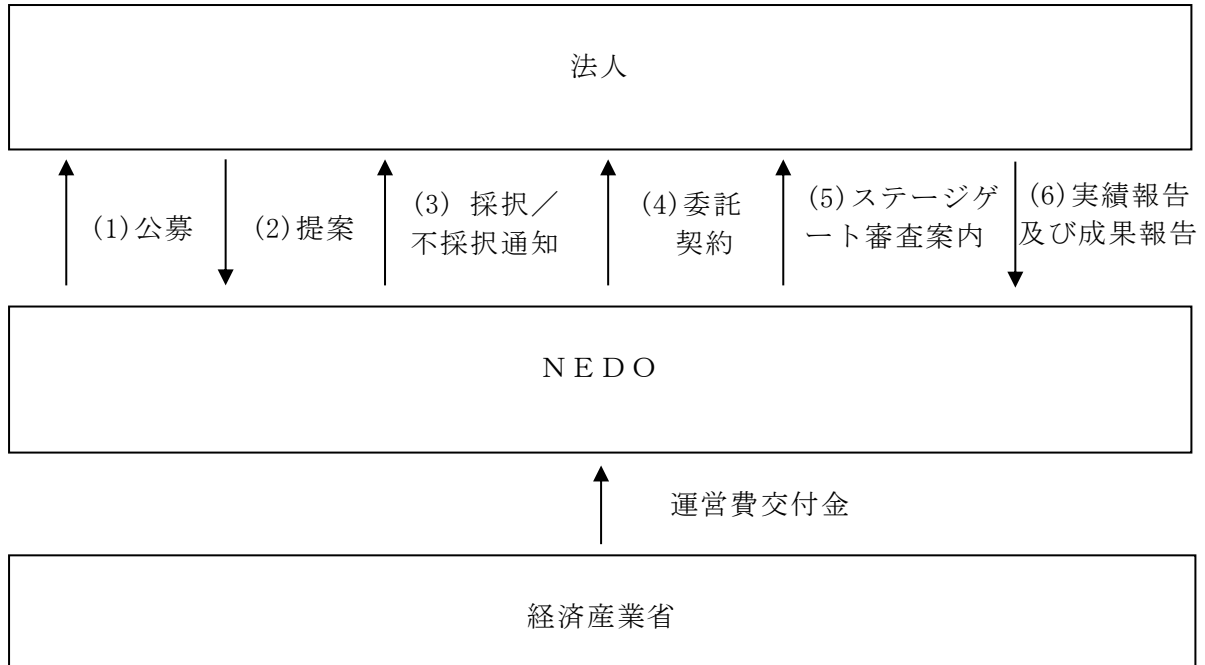 法人
(1)公募
(2)提案
(3) 採択／
不採択通知
(4)委託
契約
(5)ステージゲ
ート審査案内
(6)実績報告
及び成果報告
ＮＥＤＯ
運営費交付金
経済産業省